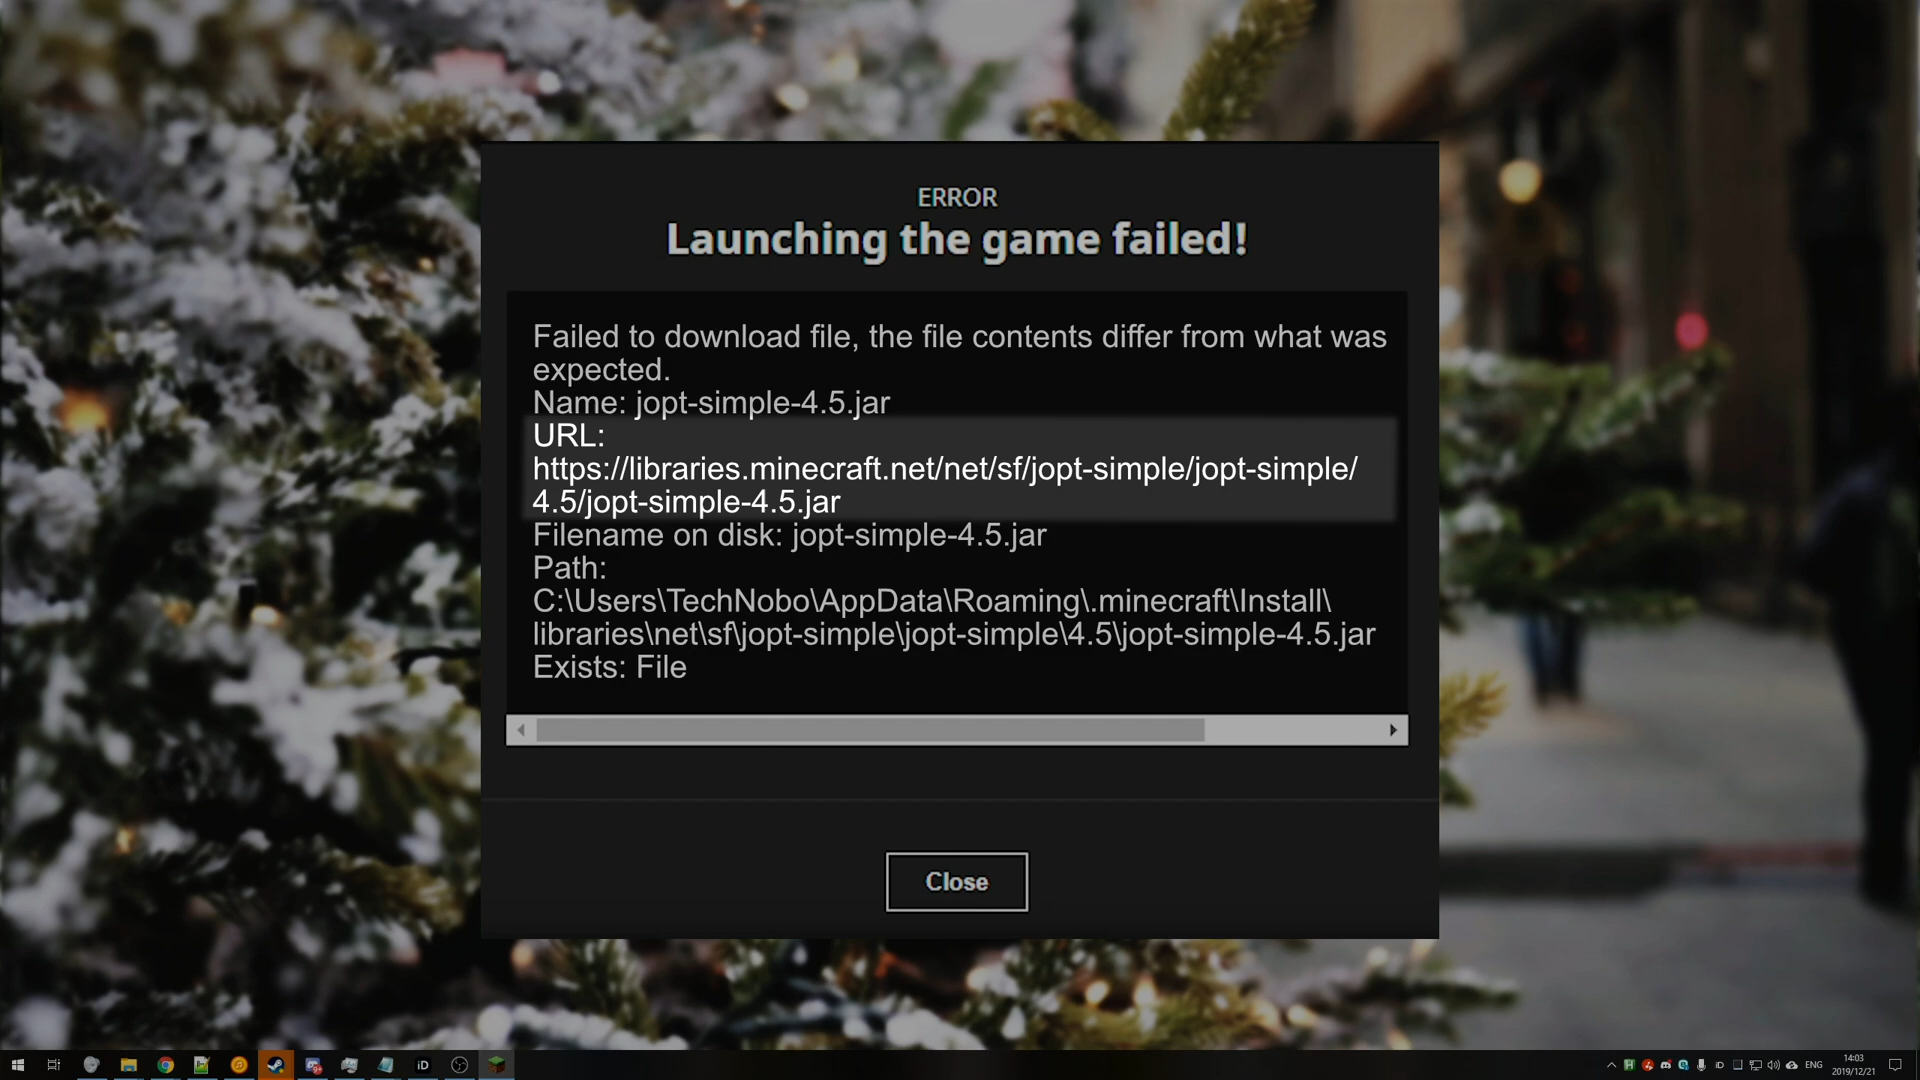 ERROR
Launching the game failed!
Failed to download file, the file contents differ from what was
expected.
Name: jopt-simple-4.5.jar
URL:
https://libraries.minecraft.net/net/sf/jopt-simple/jopt-simple/
4.5/jopt-simple-4.5.jar
Filename on disk: jopt-simple-4.5.jar
Path:
C:\Users\TechNobo\AppData\Roaming\.minecraft\Install\
libraries\net\sf\jopt-simple\jopt-simple\4.5\jopt-simple-4.5.jar
Exists: File
Close
iD
iD
ENG
14:03
2019/12/21